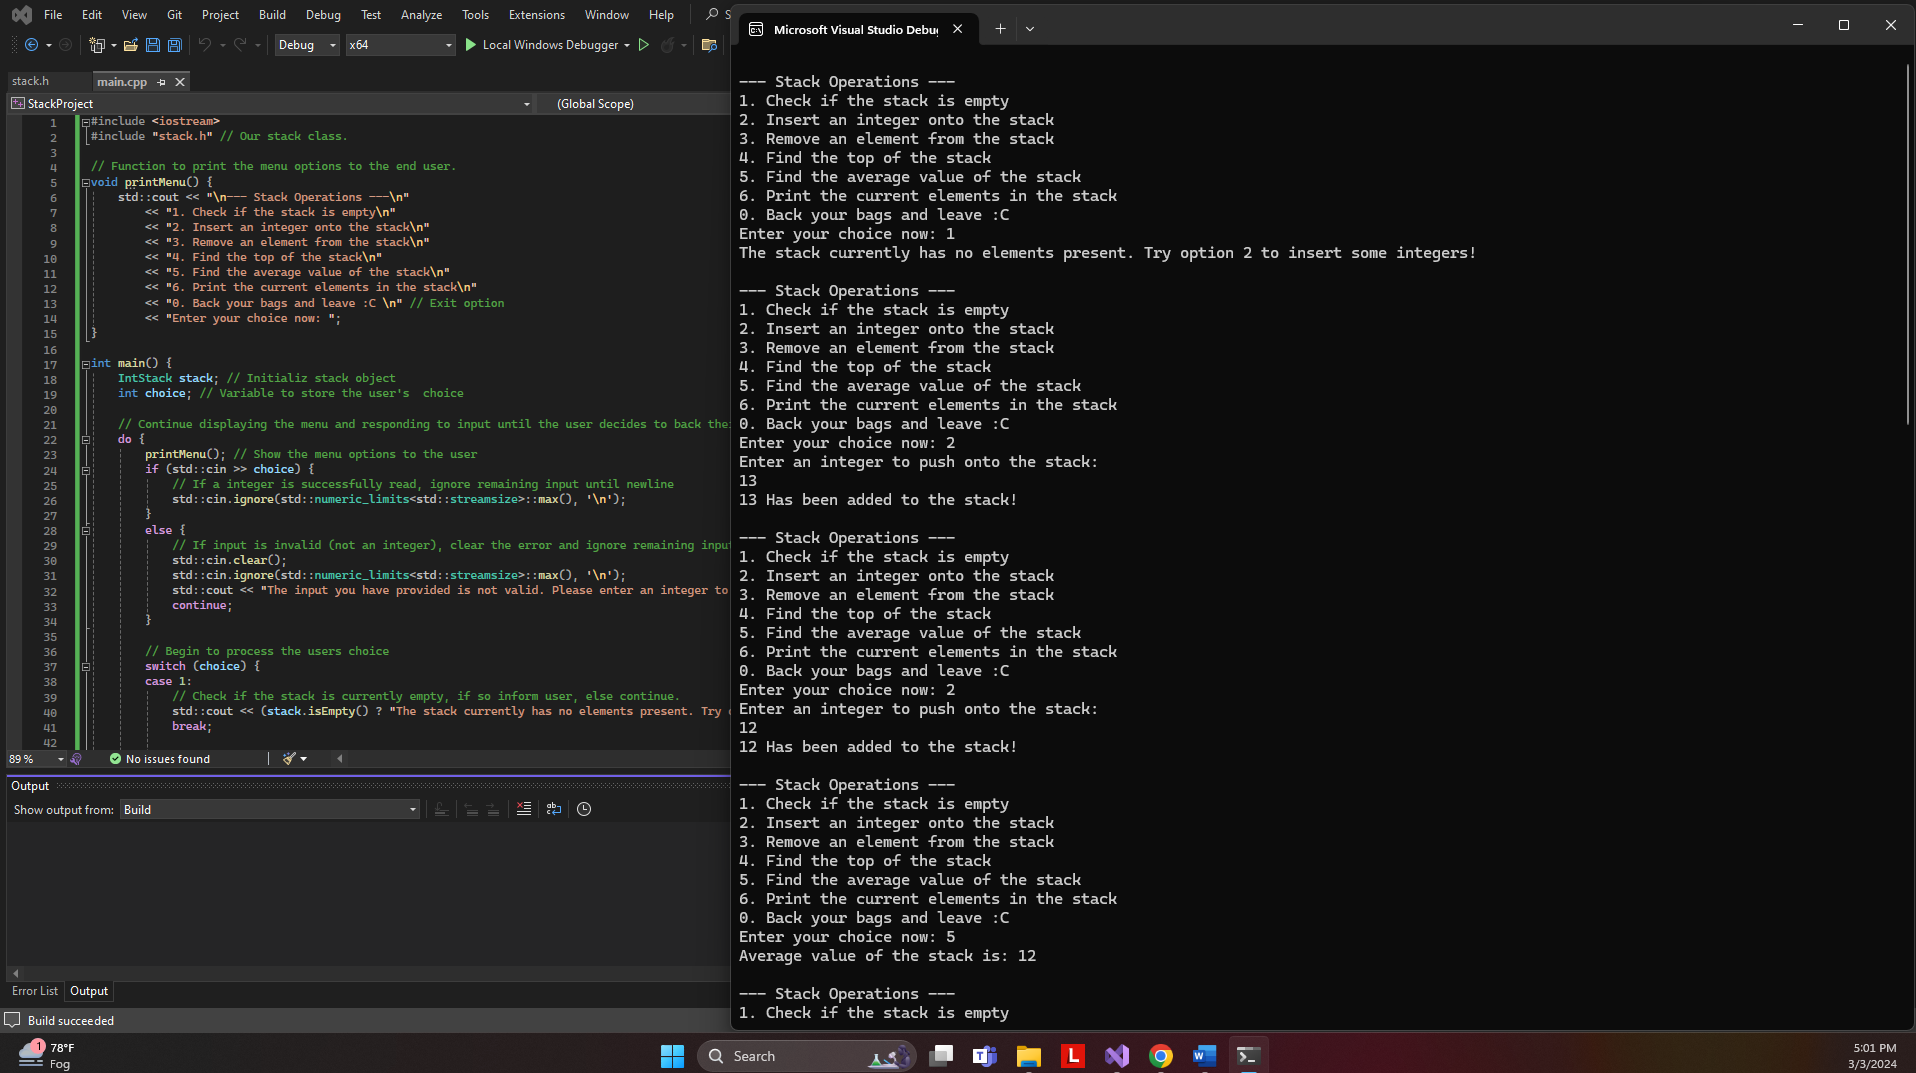 File Edit View Git Project Build Debug Test Analyze Tools Extensions Window Help S
Debug x64 Local Windows Debugger
stack.h main.cpp
StackProject (Global Scope)
1 #include <iostream>
2 #include "stack.h" // Our stack class.
3
4 // Function to print the menu options to the end user.
5 void printMenu() {
6 std::cout << "\n--- Stack Operations ---\n"
7 << "1. Check if the stack is empty\n"
8 << "2. Insert an integer onto the stack\n"
9 << "3. Remove an element from the stack\n"
10 << "4. Find the top of the stack\n"
11 << "5. Find the average value of the stack\n"
12 << "6. Print the current elements in the stack\n"
13 << "0. Back your bags and leave :C \n" // Exit option
14 << "Enter your choice now: ";
15 }
16
17 int main() {
18 IntStack stack; // Initializ stack object
19 int choice; // Variable to store the user's  choice
20
21 // Continue displaying the menu and responding to input until the user decides to back the
22 do {
23 printMenu(); // Show the menu options to the user
24 if (std::cin >> choice) {
25 // If a integer is successfully read, ignore remaining input until newline
26 std::cin.ignore(std::numeric_limits<std::streamsize>::max(), '\n');
27 }
28 else {
29 // If input is invalid (not an integer), clear the error and ignore remaining input
30 std::cin.clear();
31 std::cin.ignore(std::numeric_limits<std::streamsize>::max(), '\n');
32 std::cout << "The input you have provided is not valid. Please enter an integer to
33 continue;
34 }
35
36 // Begin to process the users choice
37 switch (choice) {
38 case 1:
39 // Check if the stack is currently empty, if so inform user, else continue.
40 std::cout << (stack.isEmpty() ? "The stack currently has no elements present. Try
41 break;
42
89 % No issues found
Output
Show output from: Build
Error List Output
Build succeeded
Microsoft Visual Studio Debug
--- Stack Operations ---
1. Check if the stack is empty
2. Insert an integer onto the stack
3. Remove an element from the stack
4. Find the top of the stack
5. Find the average value of the stack
6. Print the current elements in the stack
0. Back your bags and leave :C
Enter your choice now: 1
The stack currently has no elements present. Try option 2 to insert some integers!
--- Stack Operations ---
1. Check if the stack is empty
2. Insert an integer onto the stack
3. Remove an element from the stack
4. Find the top of the stack
5. Find the average value of the stack
6. Print the current elements in the stack
0. Back your bags and leave :C
Enter your choice now: 2
Enter an integer to push onto the stack:
13
13 Has been added to the stack!
--- Stack Operations ---
1. Check if the stack is empty
2. Insert an integer onto the stack
3. Remove an element from the stack
4. Find the top of the stack
5. Find the average value of the stack
6. Print the current elements in the stack
0. Back your bags and leave :C
Enter your choice now: 2
Enter an integer to push onto the stack:
12
12 Has been added to the stack!
--- Stack Operations ---
1. Check if the stack is empty
2. Insert an integer onto the stack
3. Remove an element from the stack
4. Find the top of the stack
5. Find the average value of the stack
6. Print the current elements in the stack
0. Back your bags and leave :C
Enter your choice now: 5
Average value of the stack is: 12
--- Stack Operations ---
1. Check if the stack is empty
1 78°F
Fog
Search
5:01 PM
3/3/2024